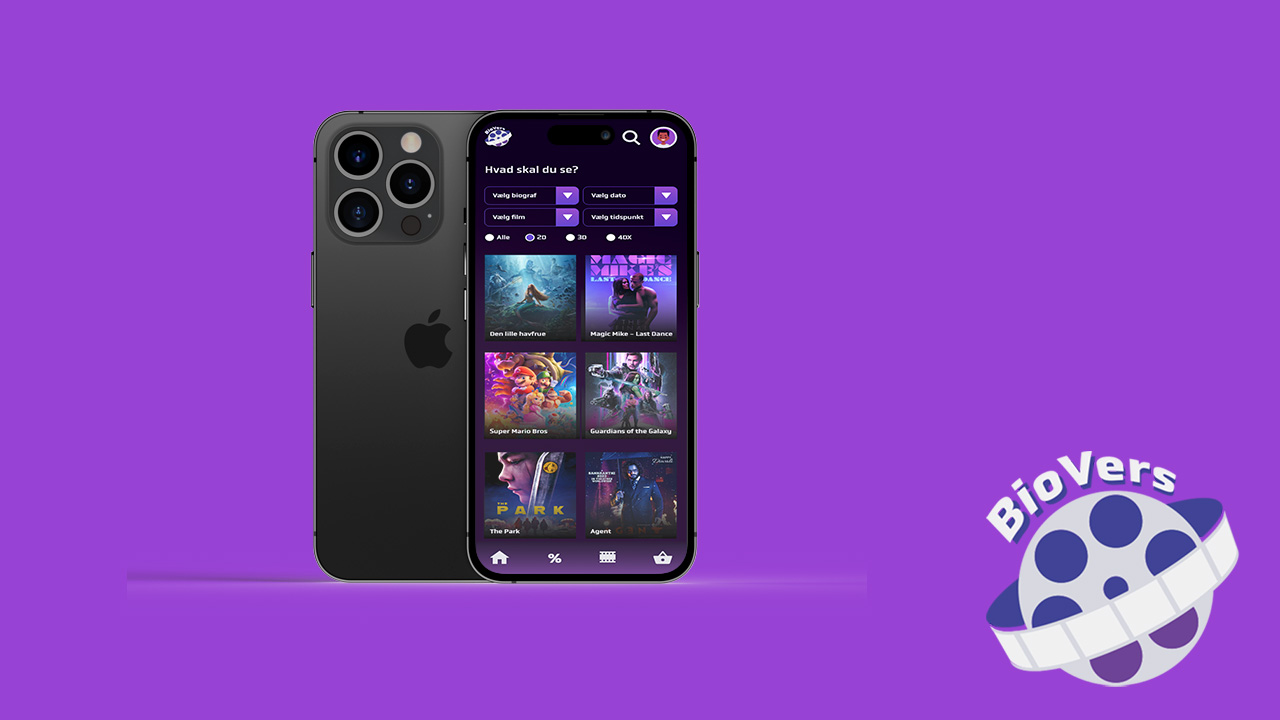 BioVers
Hvad skal du se?
Vælg biograf
Vælg dato
Vælg film
Vælg tidspunkt
Alle
2D
3D
4DX
MAGIC
MIKE'S
LAST DANCE
Den lille havfrue
Magic Mike – Last Dance
Super Mario Bros
Guardians of the Galaxy
THE
PARK
The Park
Agent
%
BioVers